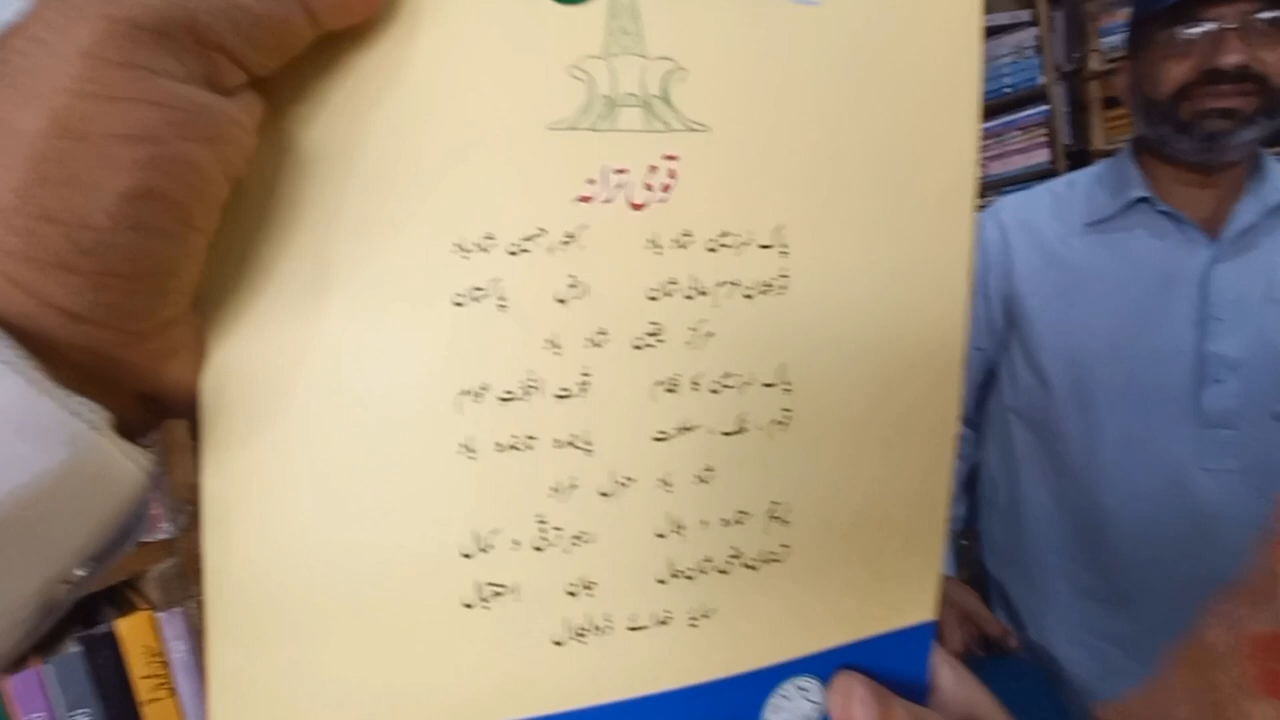 قومی ترانہ
پاک سرزمین شاد باد کشور حسین شاد باد
تو نشان عزم عالی شان ارض پاکستان
مرکز یقین شاد باد
پاک سرزمین کا نظام قوت اخوت عوام
قوم، ملک، سلطنت پائندہ تابندہ باد
شاد باد منزل مراد
پرچم ستارہ و ہلال رہبر ترقی و کمال
ترجمان ماضی شان حال جان استقبال
سایۂ خدائے ذوالجلال